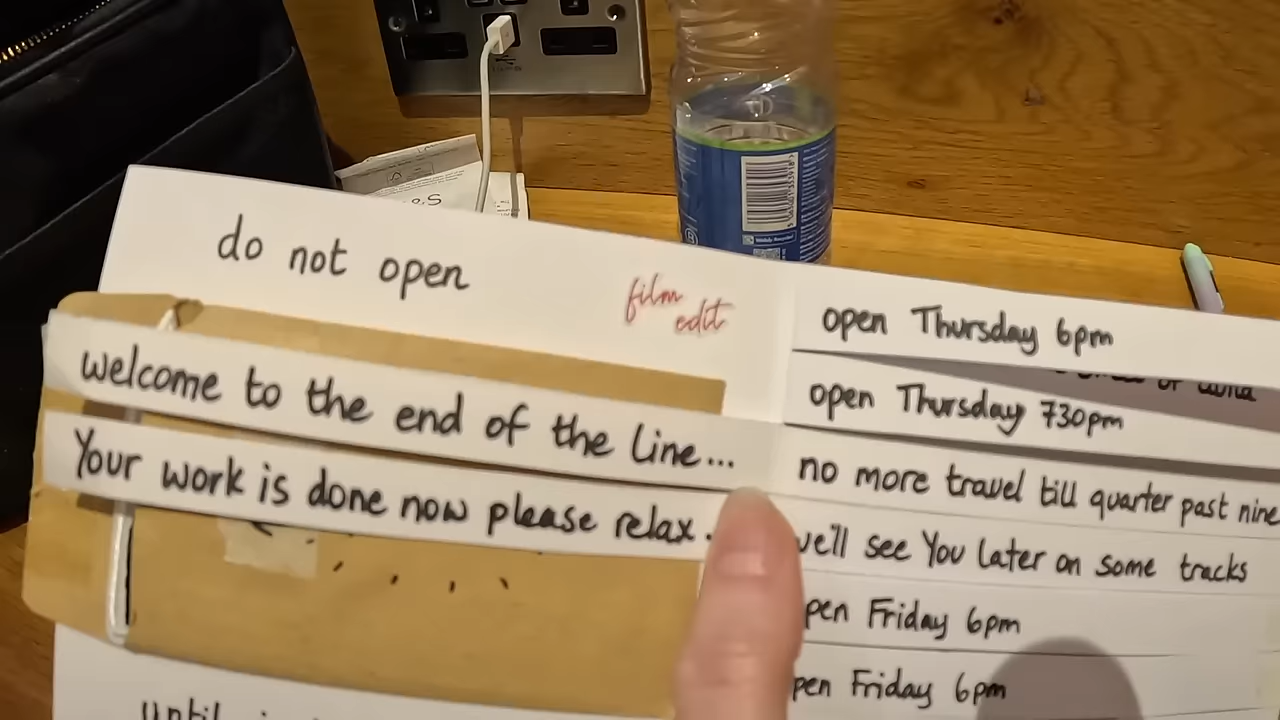 do not open
film
edit
welcome to the end of the line...
Your work is done now please relax.
open Thursday 6pm
open Thursday 730pm
no more travel till quarter past nine
we'll see You later on some tracks
pen Friday 6pm
pen Friday 6pm
until